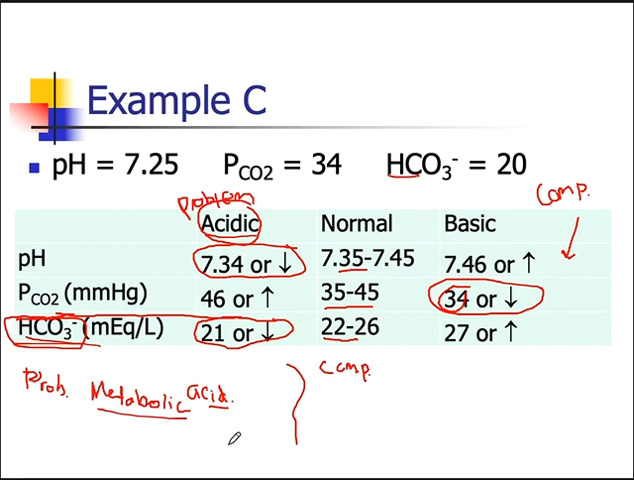 Example C
pH = 7.25 PCO2 = 34 HCO3- = 20
Problem
Comp.
Acidic Normal Basic
pH 7.34 or ↓ 7.35-7.45 7.46 or ↑
PCO2 (mmHg) 46 or ↑ 35-45 34 or ↓
HCO3- (mEq/L) 21 or ↓ 22-26 27 or ↑
Prob. Metabolic acid. } Comp.